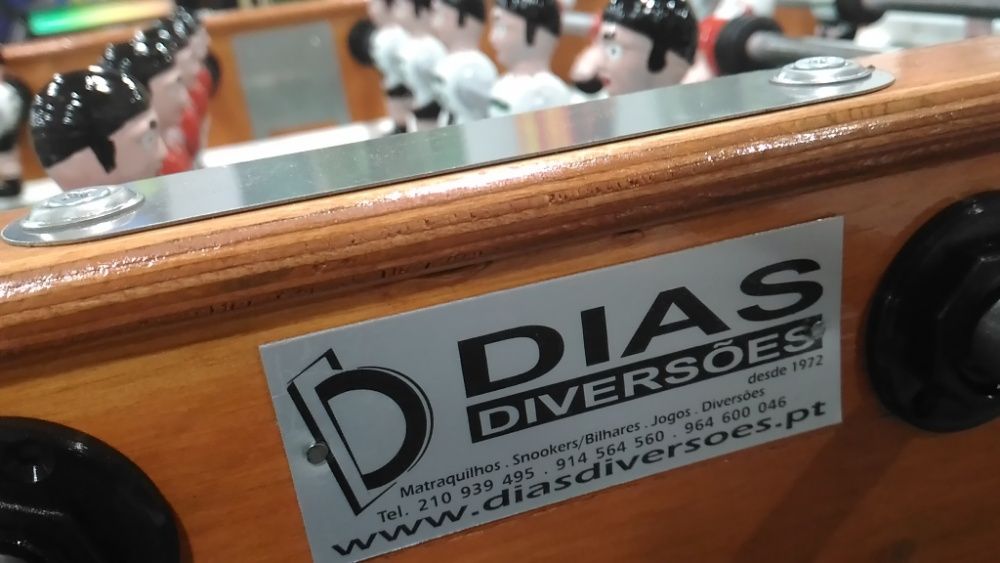 DIAS
DIVERSÕES
desde 1972
Matraquilhos . Snookers/Bilhares . Jogos . Diversões
Tel. 210 939 495 . 914 564 560 . 964 600 046
www.diasdiversoes.pt